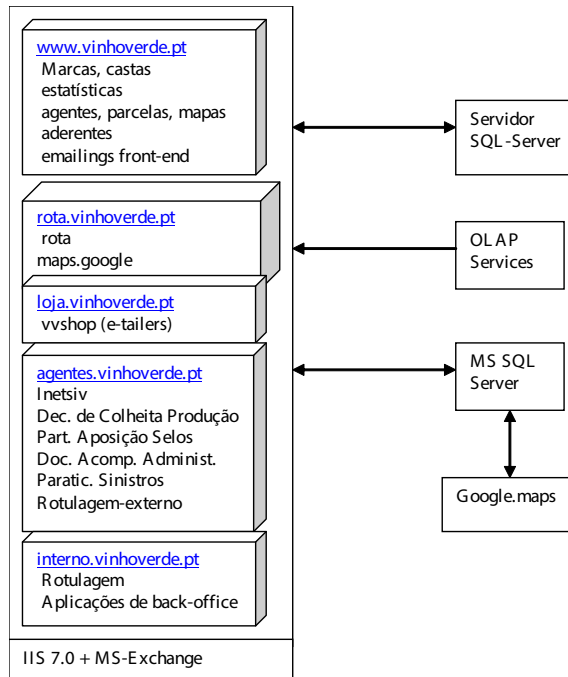 www.vinhoverde.pt
Marcas, castas
estatísticas
agentes, parcelas, mapas
aderentes
emailings front-end
rota.vinhoverde.pt
rota
maps.google
loja.vinhoverde.pt
vvshop (e-tailers)
agentes.vinhoverde.pt
Inetsiv
Dec. de Colheita Produção
Part. Aposição Selos
Doc. Acomp. Administ.
Paratic. Sinistros
Rotulagem-externo
interno.vinhoverde.pt
Rotulagem
Aplicações de back-office
IIS 7.0 + MS-Exchange
Servidor
SQL-Server
OLAP
Services
MS SQL
Server
Google.maps